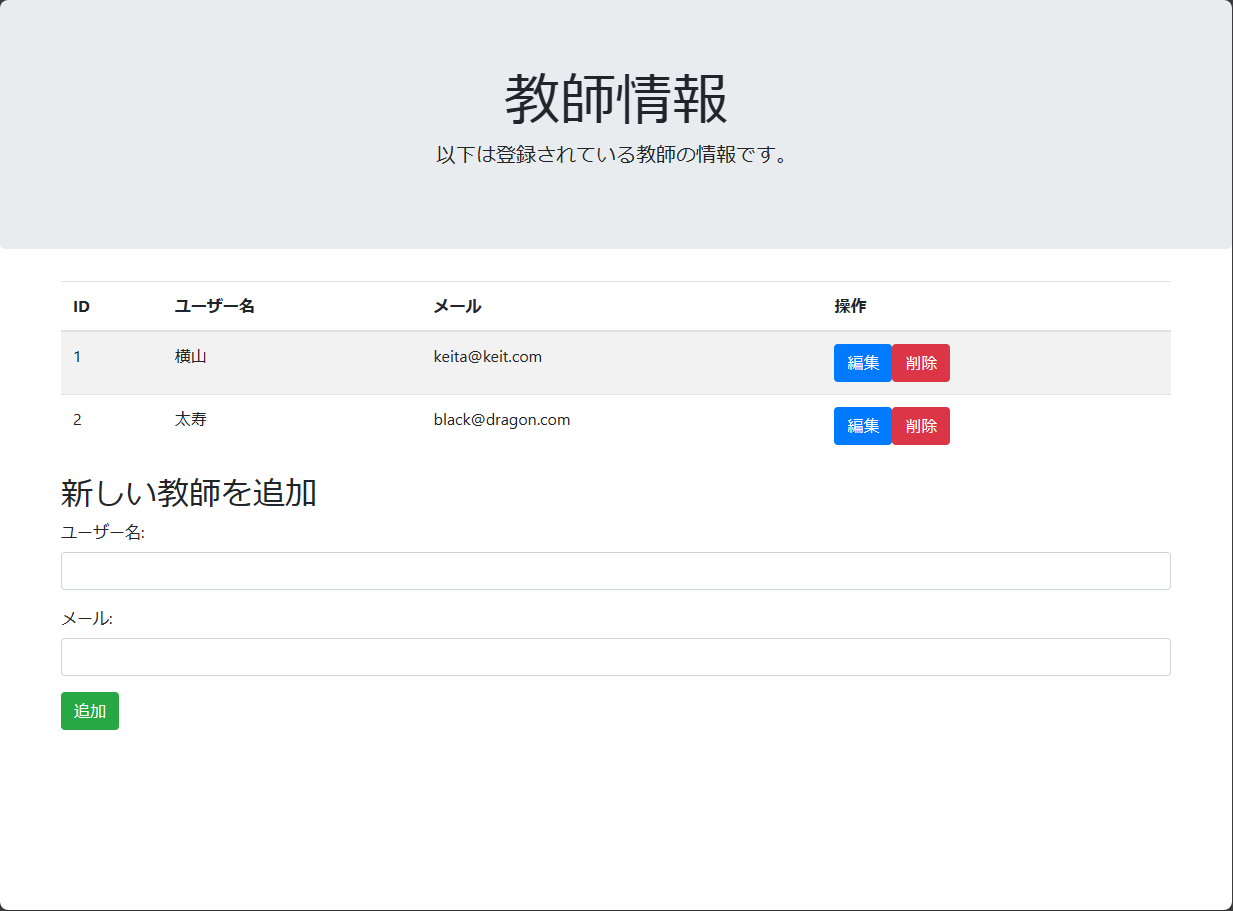 教師情報
以下は登録されている教師の情報です。
ID ユーザー名 メール 操作
1 横山 keita@keit.com 編集 削除
2 太寿 black@dragon.com 編集 削除
新しい教師を追加
ユーザー名:
メール:
追加